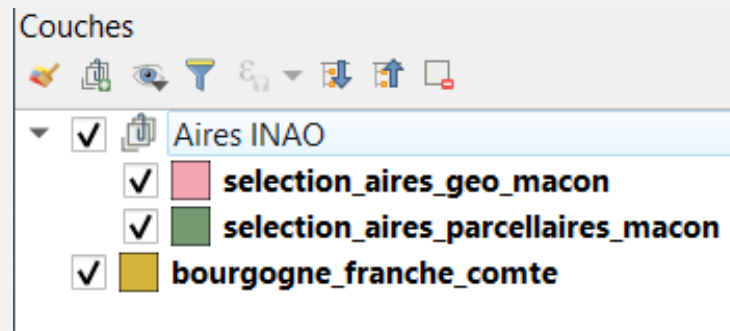 Couches
Aires INAO
selection_aires_geo_macon
selection_aires_parcellaires_macon
bourgogne_franche_comte